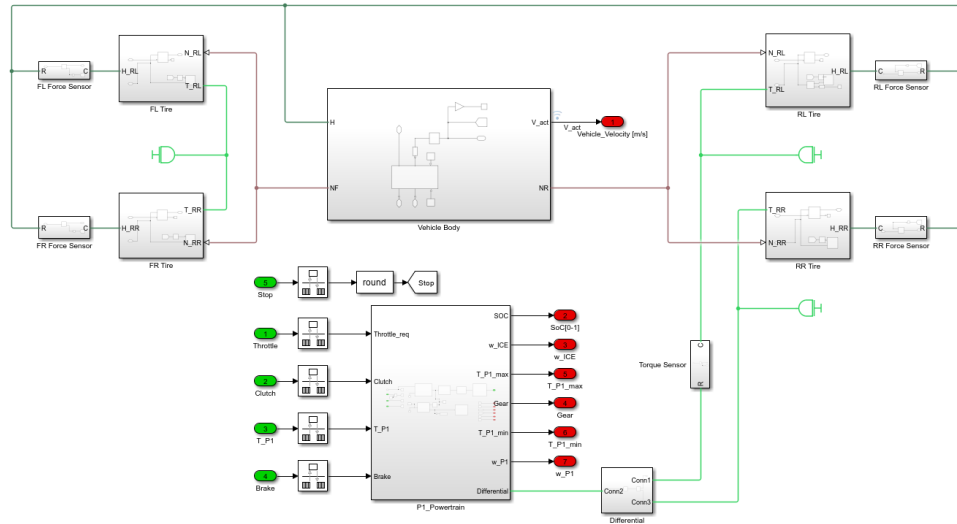 N_RL
R
C
H_RL
T_RL
FL Force Sensor
FL Tire
N_RL
H_RL
C
R
T_RL
RL Force Sensor
RL Tire
H
V_act
V_act
1
Vehicle_Velocity [m/s]
NF
NR
Vehicle Body
T_RR
R
C
H_RR
N_RR
FR Force Sensor
FR Tire
T_RR
H_RR
C
R
N_RR
RR Force Sensor
RR Tire
5
Stop
round
Stop
1
Throttle
Throttle_req
2
Clutch
Clutch
3
T_P1
T_P1
4
Brake
Brake
SOC
2
SoC[0-1]
w_ICE
3
w_ICE
T_P1_max
5
T_P1_max
Gear
4
Gear
T_P1_min
6
T_P1_min
w_P1
7
w_P1
Differential
P1_Powertrain
Torque Sensor
C
R
Conn2
Conn1
Conn3
Differential